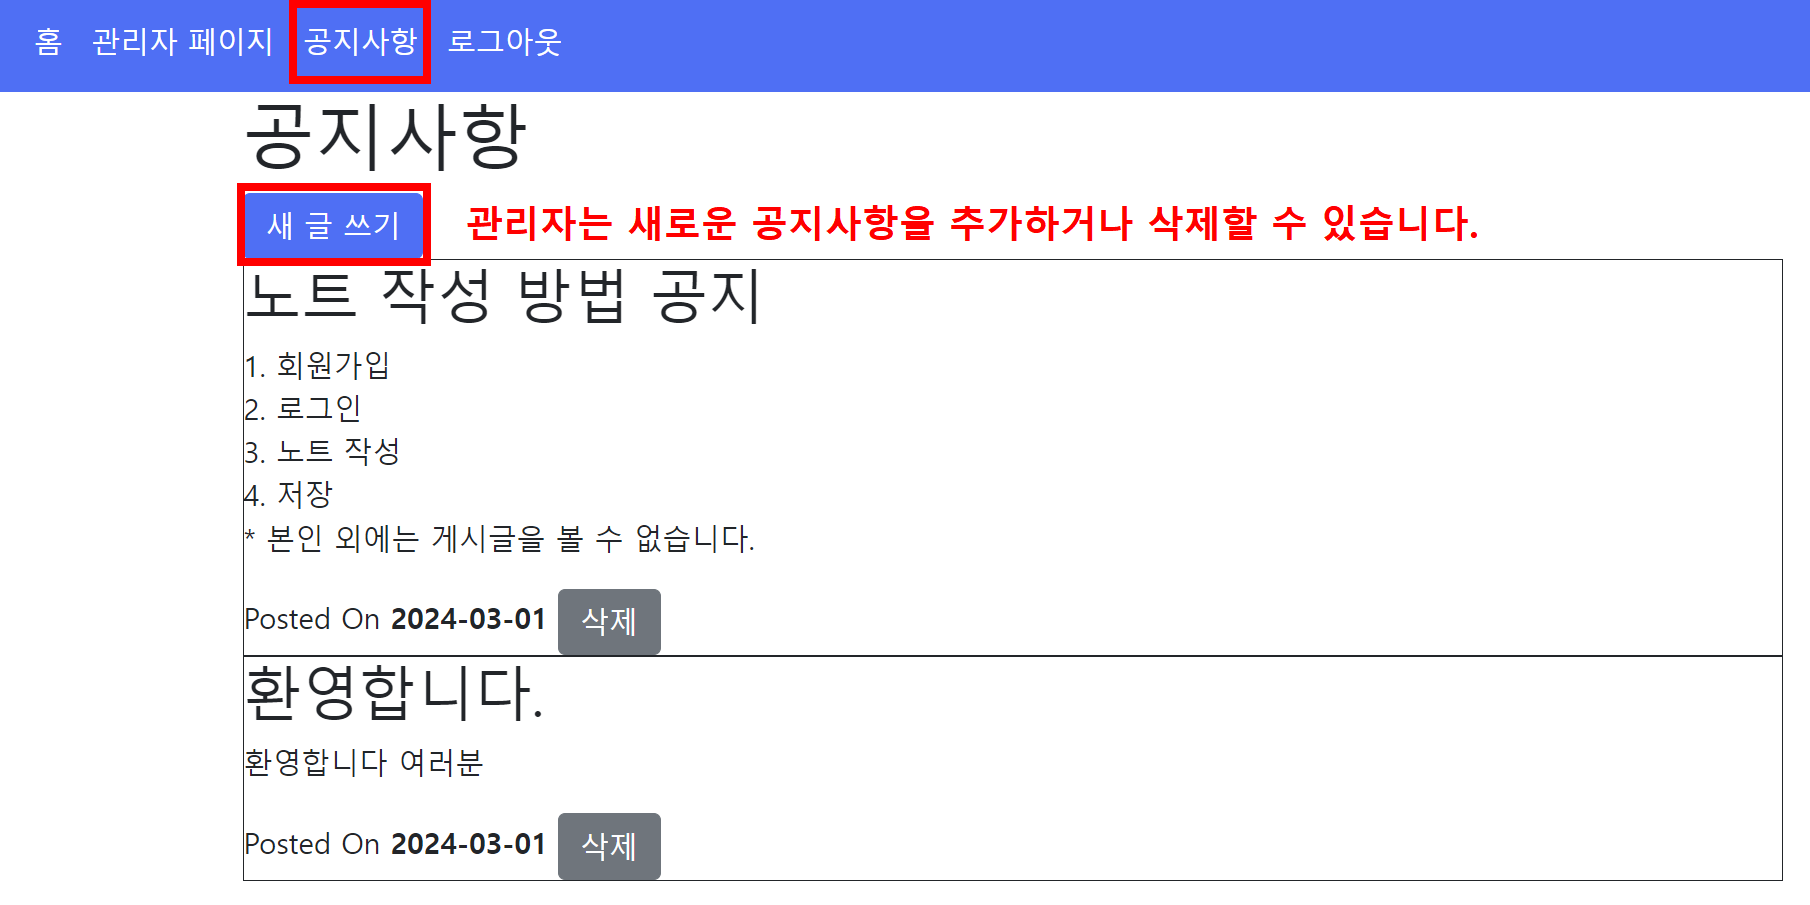 홈 관리자 페이지 공지사항 로그아웃
공지사항
새 글 쓰기 관리자는 새로운 공지사항을 추가하거나 삭제할 수 있습니다.
노트 작성 방법 공지
1. 회원가입
2. 로그인
3. 노트 작성
4. 저장
* 본인 외에는 게시글을 볼 수 없습니다.
Posted On 2024-03-01 삭제
환영합니다.
환영합니다 여러분
Posted On 2024-03-01 삭제